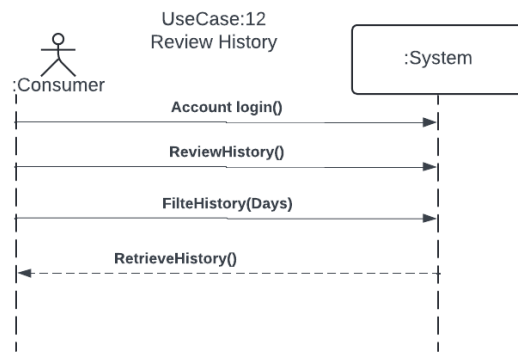 UseCase:12
Review History
:Consumer
:System
Account login()
ReviewHistory()
FilteHistory(Days)
RetrieveHistory()